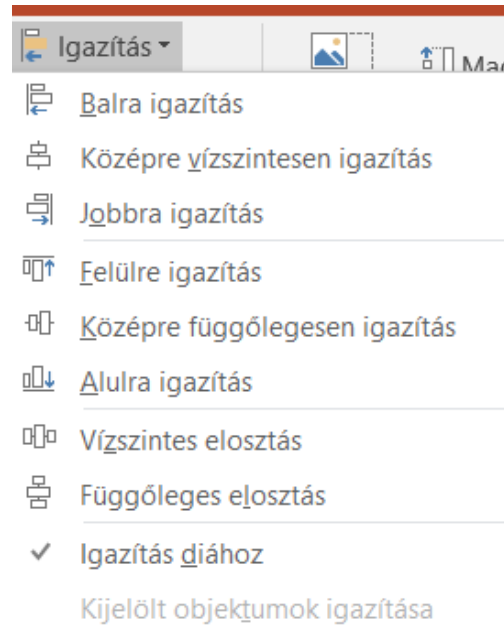 Igazítás
Balra igazítás
Középre vízszintesen igazítás
Jobbra igazítás
Felülre igazítás
Középre függőlegesen igazítás
Alulra igazítás
Vízszintes elosztás
Függőleges elosztás
Igazítás diához
Kijelölt objektumok igazítása